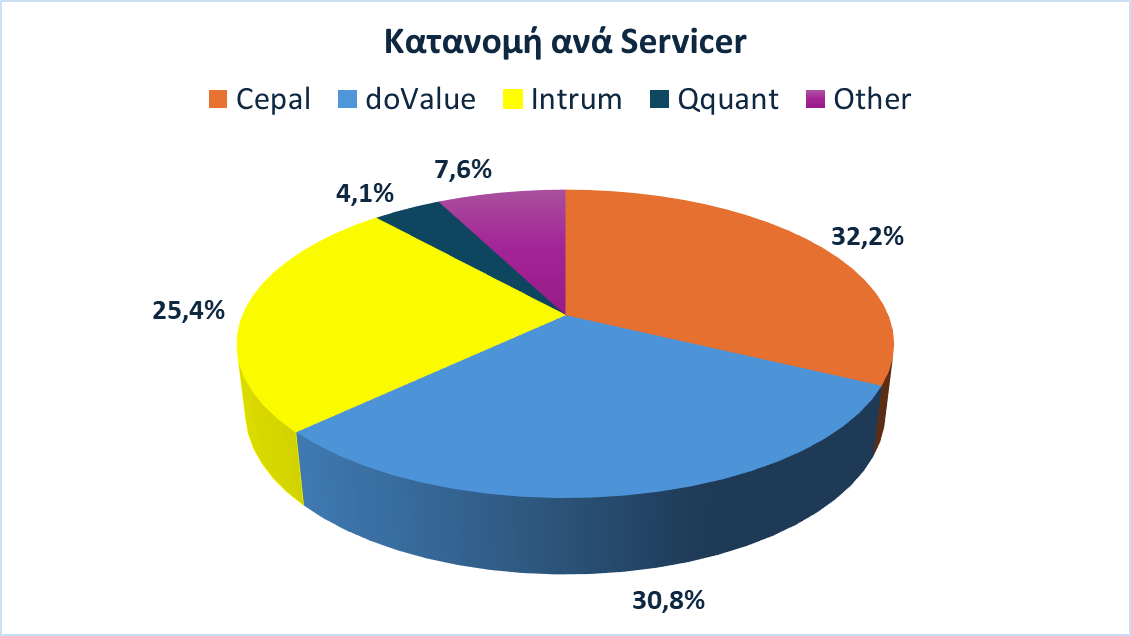 Κατανομή ανά Servicer
Cepal doValue Intrum Qquant Other
7,6%
4,1%
32,2%
25,4%
30,8%